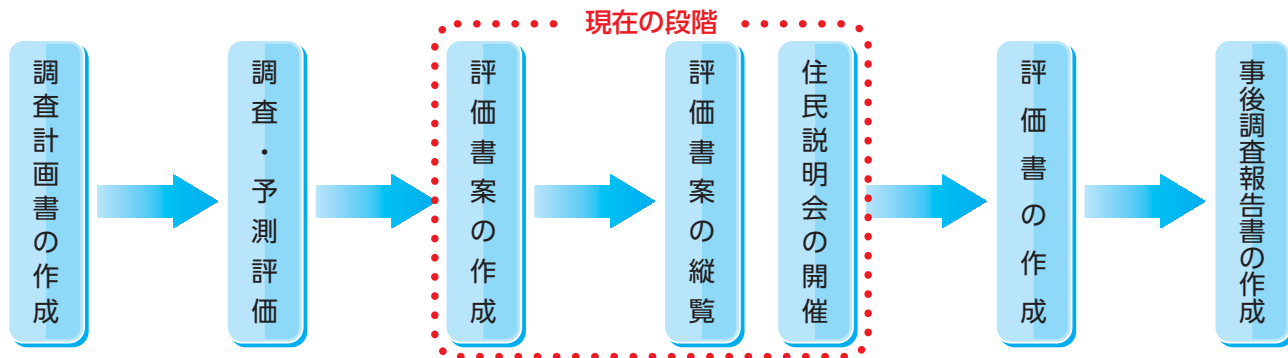 現在の段階
調査計画書の作成
調査・予測評価
評価書案の作成
評価書案の縦覧
住民説明会の開催
評価書の作成
事後調査報告書の作成